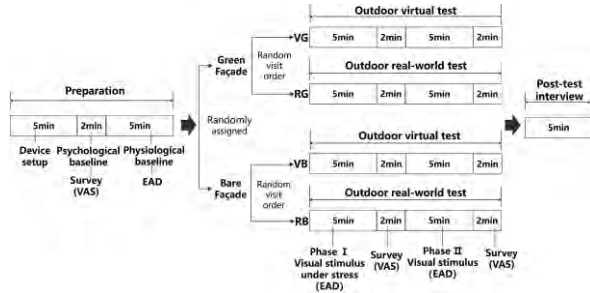 Preparation
5min
2min
5min
Device
setup
Psychological
baseline
Survey
(VAS)
Physiological
baseline
EAD
Randomly
assigned
Green
Façade
Random
visit
order
Bare
Façade
Random
visit
order
Outdoor virtual test
VG
5min
2min
5min
2min
Outdoor real-world test
RG
5min
2min
5min
2min
Outdoor virtual test
VB
5min
2min
5min
2min
Outdoor real-world test
RB
5min
2min
5min
2min
Phase Ⅰ
Visual stimulus
under stress
(EAD)
Survey
(VAS)
Phase Ⅱ
Visual stimulus
(EAD)
Survey
(VAS)
Post-test
interview
5min